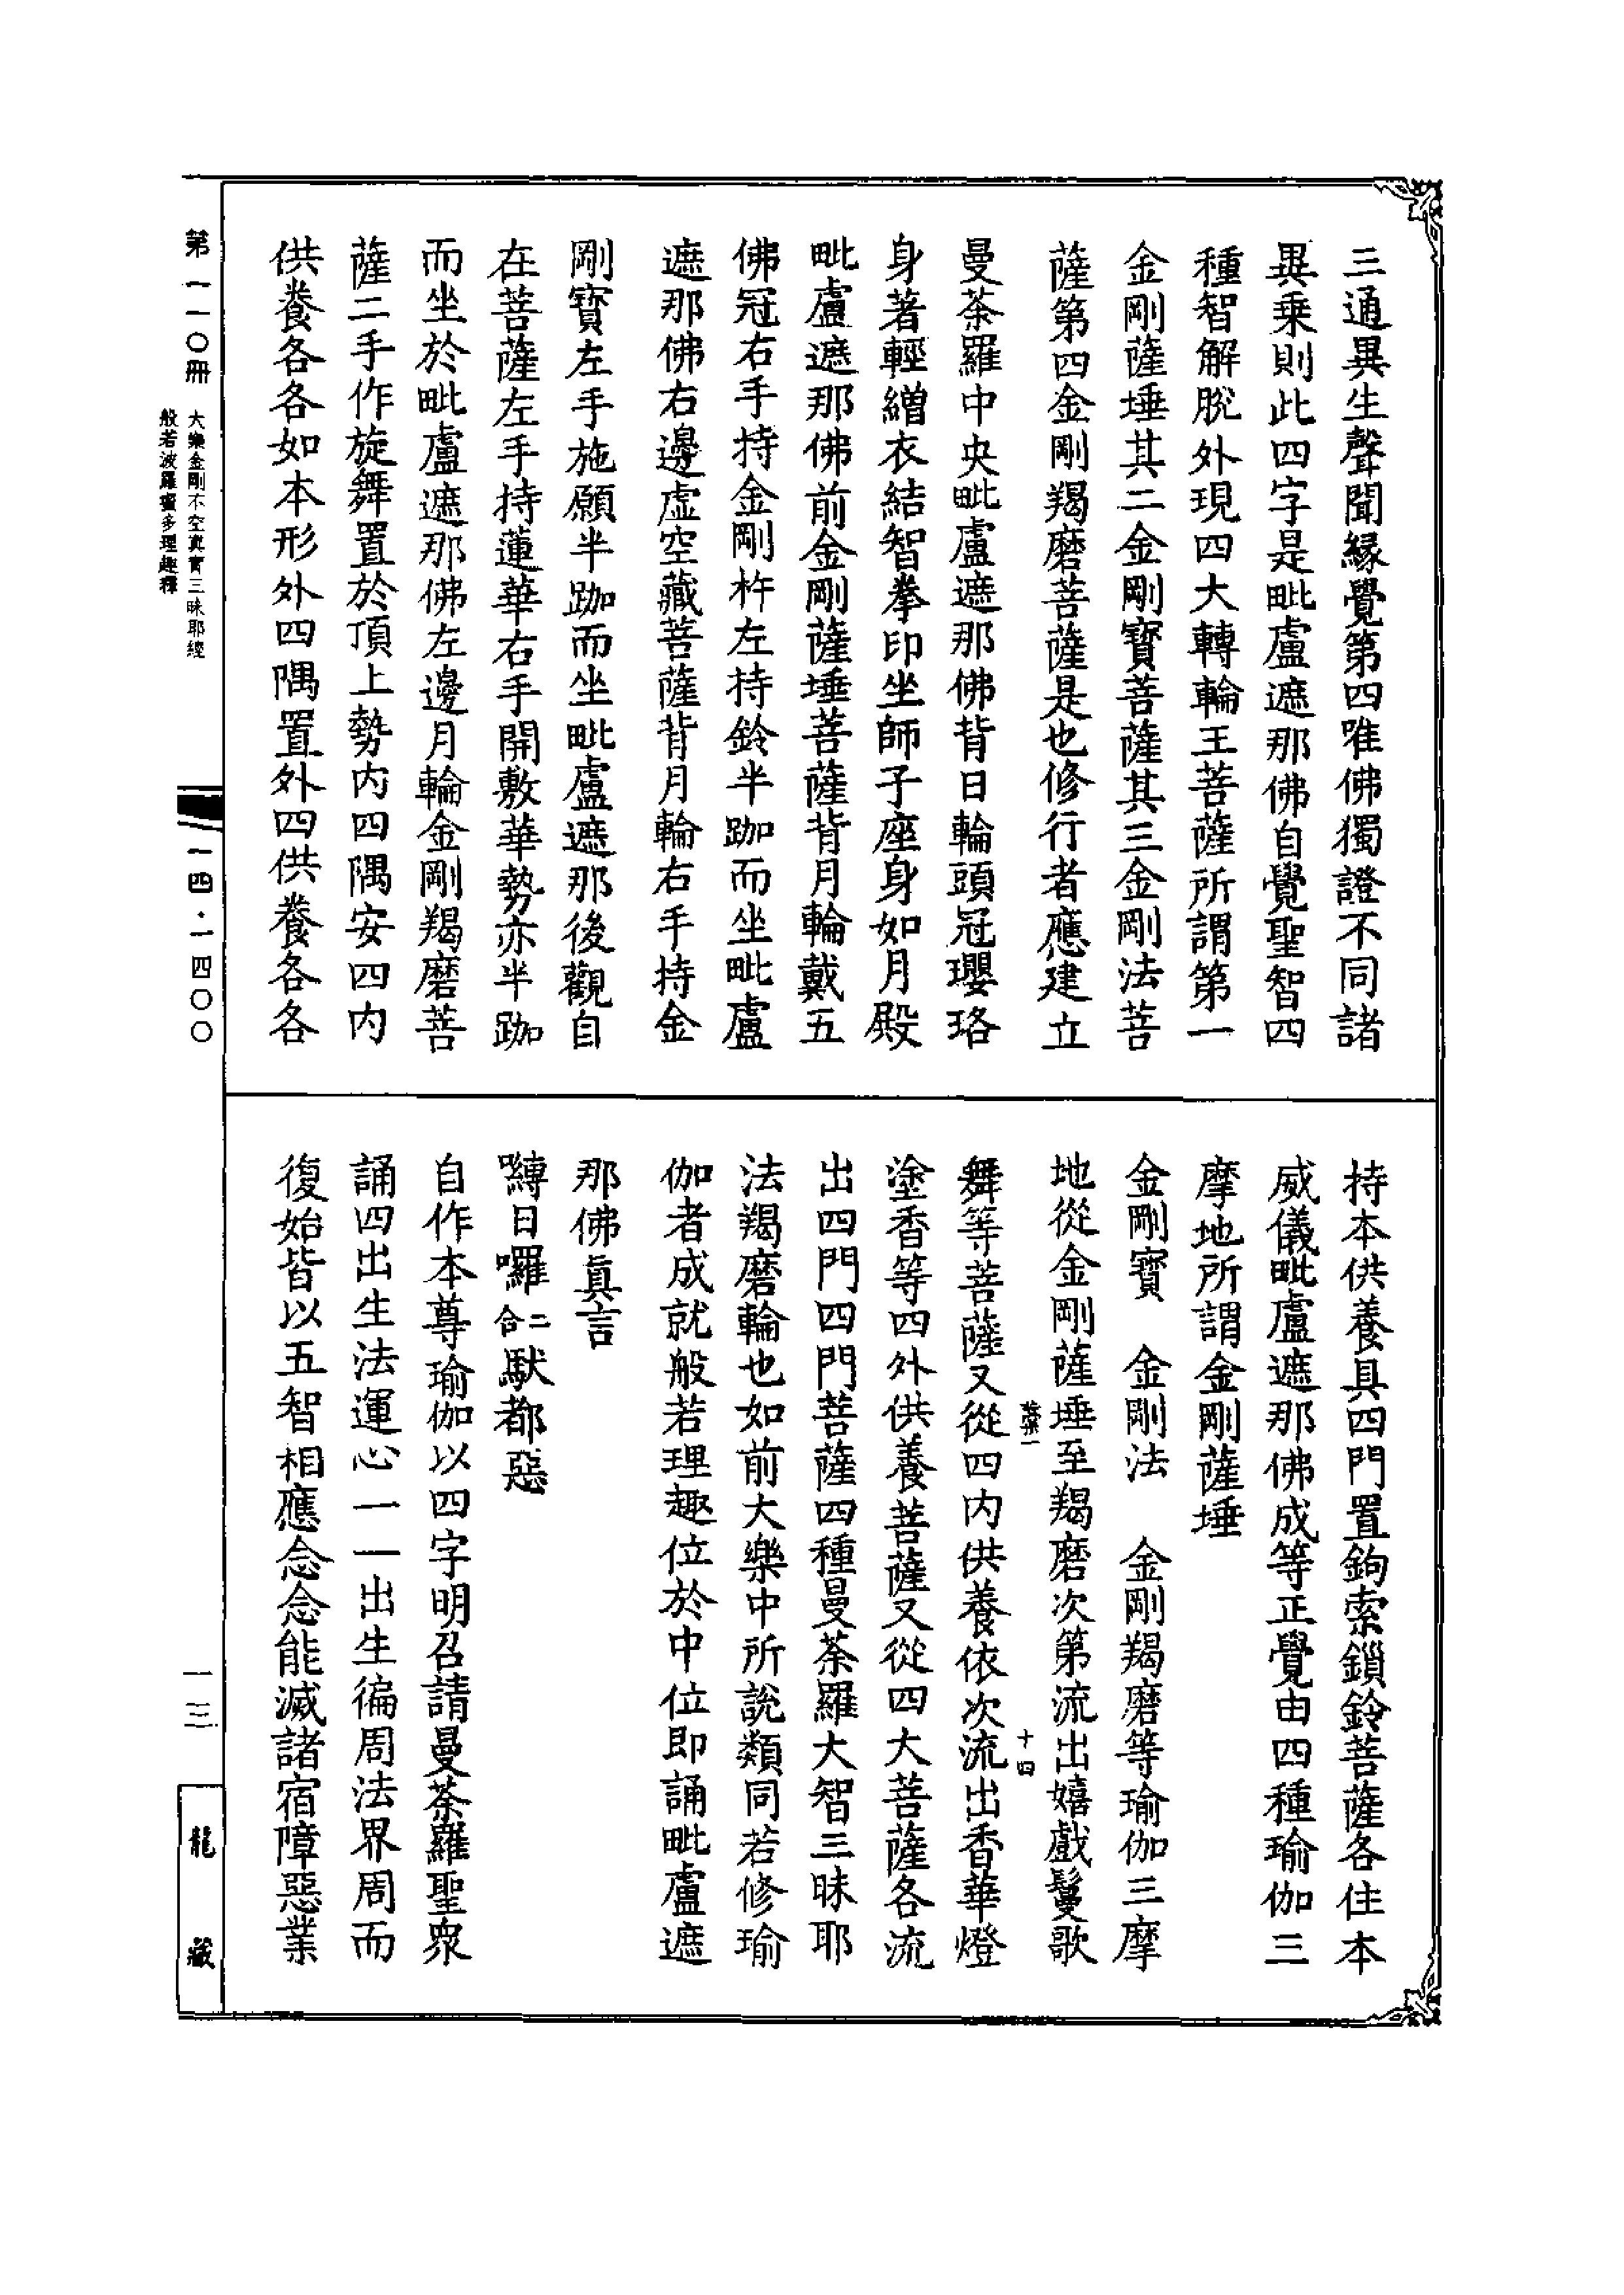 三通異生聲聞緣覺第四唯佛獨證不同諸
異乘則此四字是毗盧遮那佛自覺聖智四
種智解脫外現四大轉輪王菩薩所謂第一
金剛薩埵其二金剛寶菩薩其三金剛法菩
薩第四金剛羯磨菩薩是也修行者應建立
曼荼羅中央毗盧遮那佛背日輪頭冠瓔珞
身著輕繒衣結智拳印坐師子座身如月殿
毗盧遮那佛前金剛薩埵菩薩背月輪戴五
佛冠右手持金剛杵左持鈴半跏而坐毗盧
遮那佛右邊虛空藏菩薩背月輪右手持金
剛寶左手施願半跏而坐毗盧遮那後觀自
在菩薩左手持蓮華右手開敷華勢亦半跏
而坐於毗盧遮那佛左邊月輪金剛羯磨菩
薩二手作旋舞置於頂上勢內四隅安四內
供養各各如本形外四隅置外四供養各各
持本供養具四門置鉤索鎖鈴菩薩各住本
威儀毗盧遮那佛成等正覺由四種瑜伽三
摩地所謂金剛薩埵
金剛寶　金剛法　金剛羯磨等瑜伽三摩
地從金剛薩埵至羯磨次第流出嬉戲鬘歌
十四
舞等菩薩又從四內供養依次流出香華燈
塗香等四外供養菩薩又從四大菩薩各流
出四門四門菩薩四種曼荼羅大智三昧耶
法羯磨輪也如前大樂中所說類同若修瑜
伽者成就般若理趣位於中位即誦毗盧遮
那佛真言
嚩日囉二合馱都惡
自作本尊瑜伽以四字明召請曼荼羅聖衆
誦四出生法運心一一出生徧周法界周而
復始皆以五智相應念念能滅諸宿障惡業
第一一〇冊
大樂金剛不空真實三昧耶經
般若波羅蜜多理趣釋
一四·一四〇〇
一三
龍藏